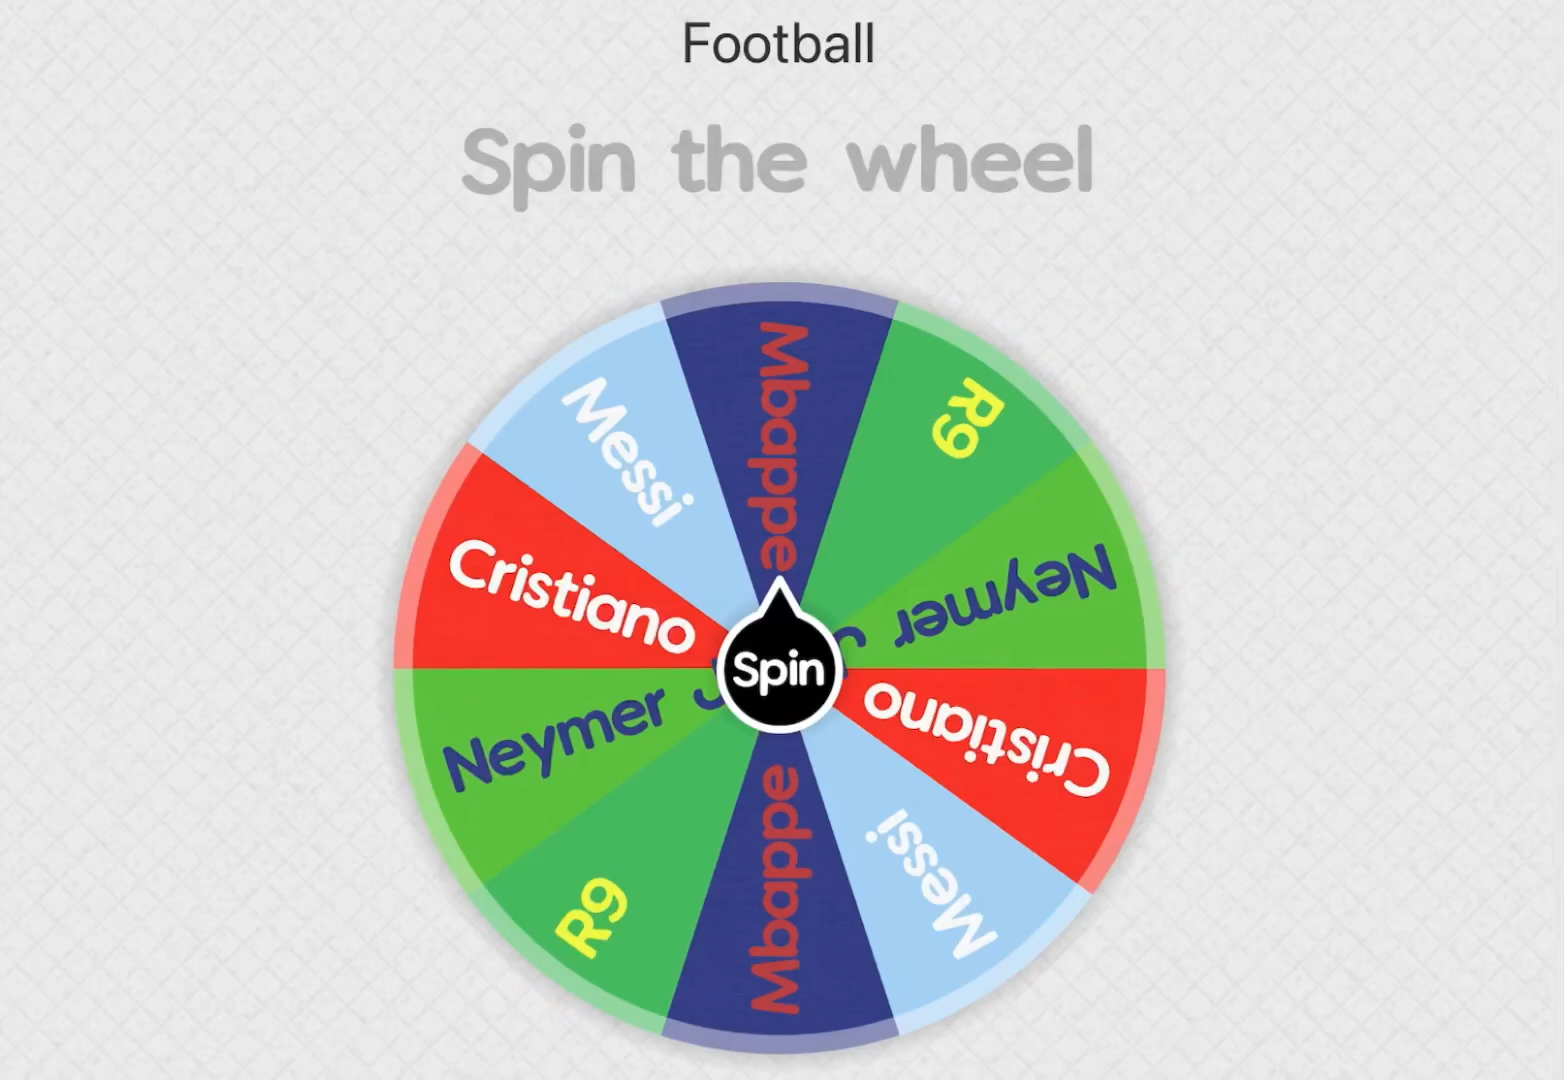 Football
Spin the wheel
Mbappe
R9
Neymer
Cristiano
Messi
Mbappe
R9
Neymer
Cristiano
Messi
Spin